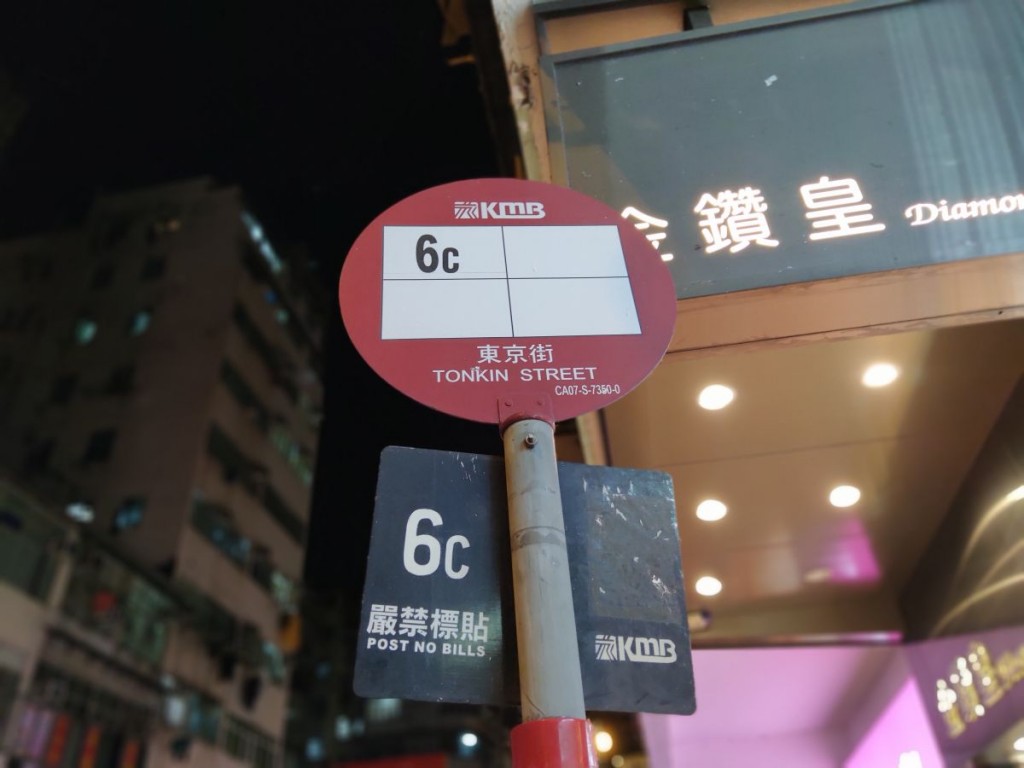 KMB
6C
東京街
TONKIN STREET
CA07-S-7350-0
金鑽皇 Diamon
6C
嚴禁標貼
POST NO BILLS
KMB